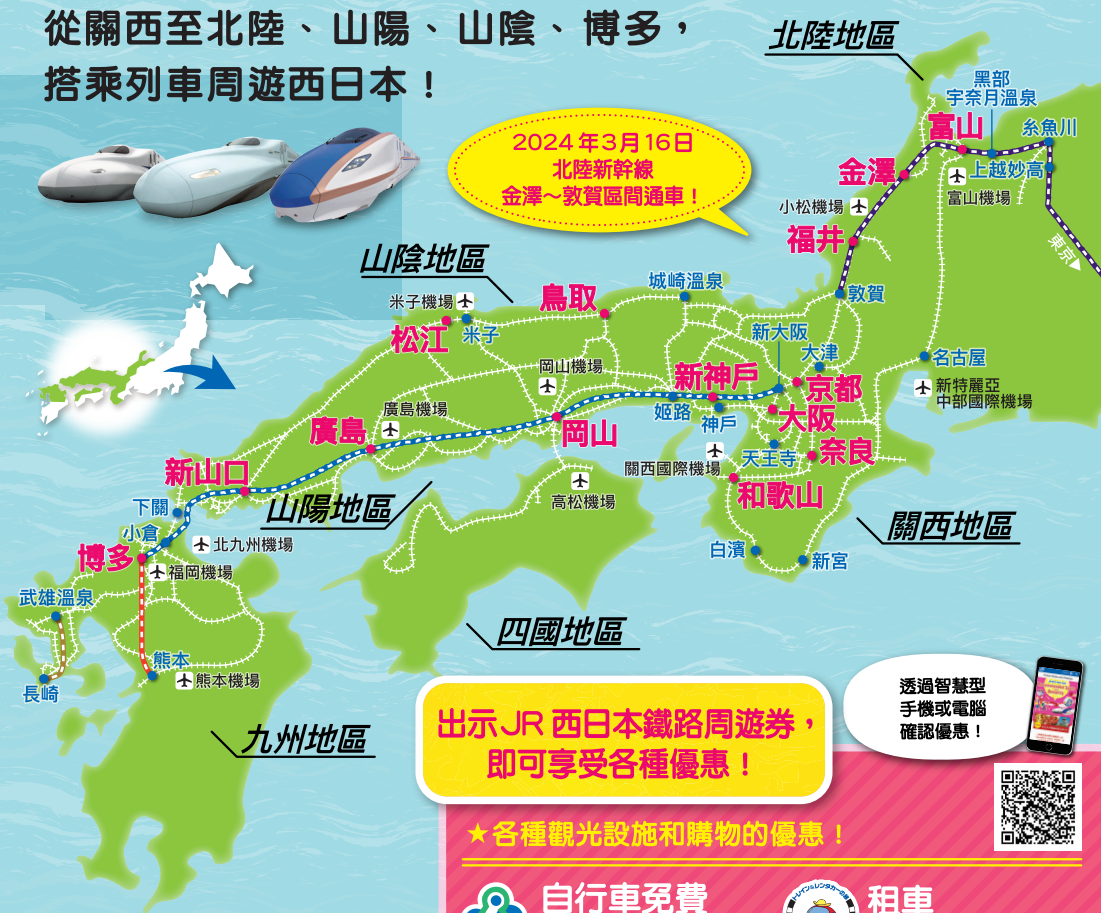 從關西至北陸、山陽、山陰、博多，
搭乘列車周遊西日本！
北陸地區
黑部
宇奈月溫泉
富山
糸魚川
2024年3月16日
北陸新幹線
金澤～敦賀區間通車！
金澤
上越妙高
富山機場
小松機場
福井
東京
山陰地區
城崎溫泉
敦賀
米子機場
鳥取
松江
米子
新大阪
大津
名古屋
岡山機場
新神戶
京都
新特麗亞
中部國際機場
廣島機場
姬路
神戶
大阪
廣島
岡山
天王寺
奈良
關西國際機場
新山口
高松機場
和歌山
下關
山陽地區
關西地區
小倉
北九州機場
博多
福岡機場
白濱
新宮
武雄溫泉
四國地區
熊本
熊本機場
長崎
九州地區
透過智慧型
手機或電腦
確認優惠！
出示JR西日本鐵路周遊券，
即可享受各種優惠！
★各種觀光設施和購物的優惠！
自行車免費
租車